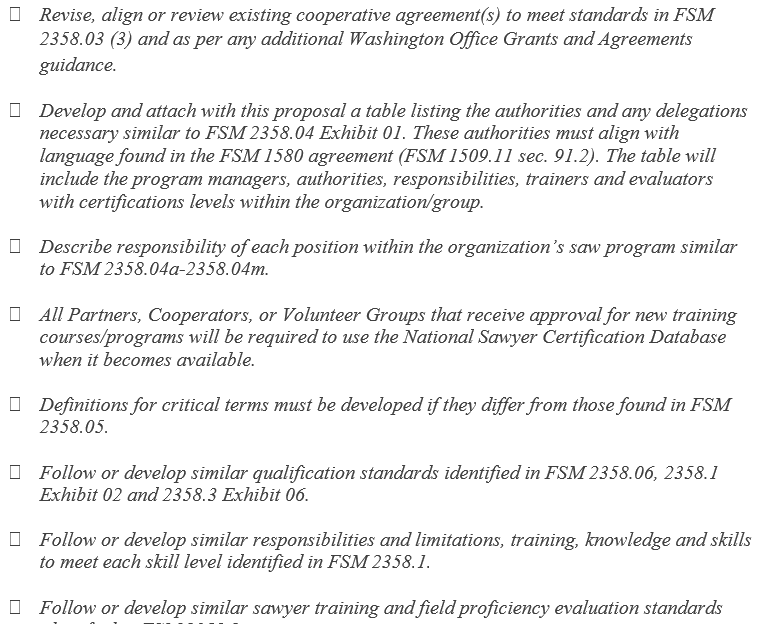 ☐ Revise, align or review existing cooperative agreement(s) to meet standards in FSM
2358.03 (3) and as per any additional Washington Office Grants and Agreements
guidance.
☐ Develop and attach with this proposal a table listing the authorities and any delegations
necessary similar to FSM 2358.04 Exhibit 01. These authorities must align with
language found in the FSM 1580 agreement (FSM 1509.11 sec. 91.2). The table will
include the program managers, authorities, responsibilities, trainers and evaluators
with certifications levels within the organization/group.
☐ Describe responsibility of each position within the organization’s saw program similar
to FSM 2358.04a-2358.04m.
☐ All Partners, Cooperators, or Volunteer Groups that receive approval for new training
courses/programs will be required to use the National Sawyer Certification Database
when it becomes available.
☐ Definitions for critical terms must be developed if they differ from those found in FSM
2358.05.
☐ Follow or develop similar qualification standards identified in FSM 2358.06, 2358.1
Exhibit 02 and 2358.3 Exhibit 06.
☐ Follow or develop similar responsibilities and limitations, training, knowledge and skills
to meet each skill level identified in FSM 2358.1.
☐ Follow or develop similar sawyer training and field proficiency evaluation standards